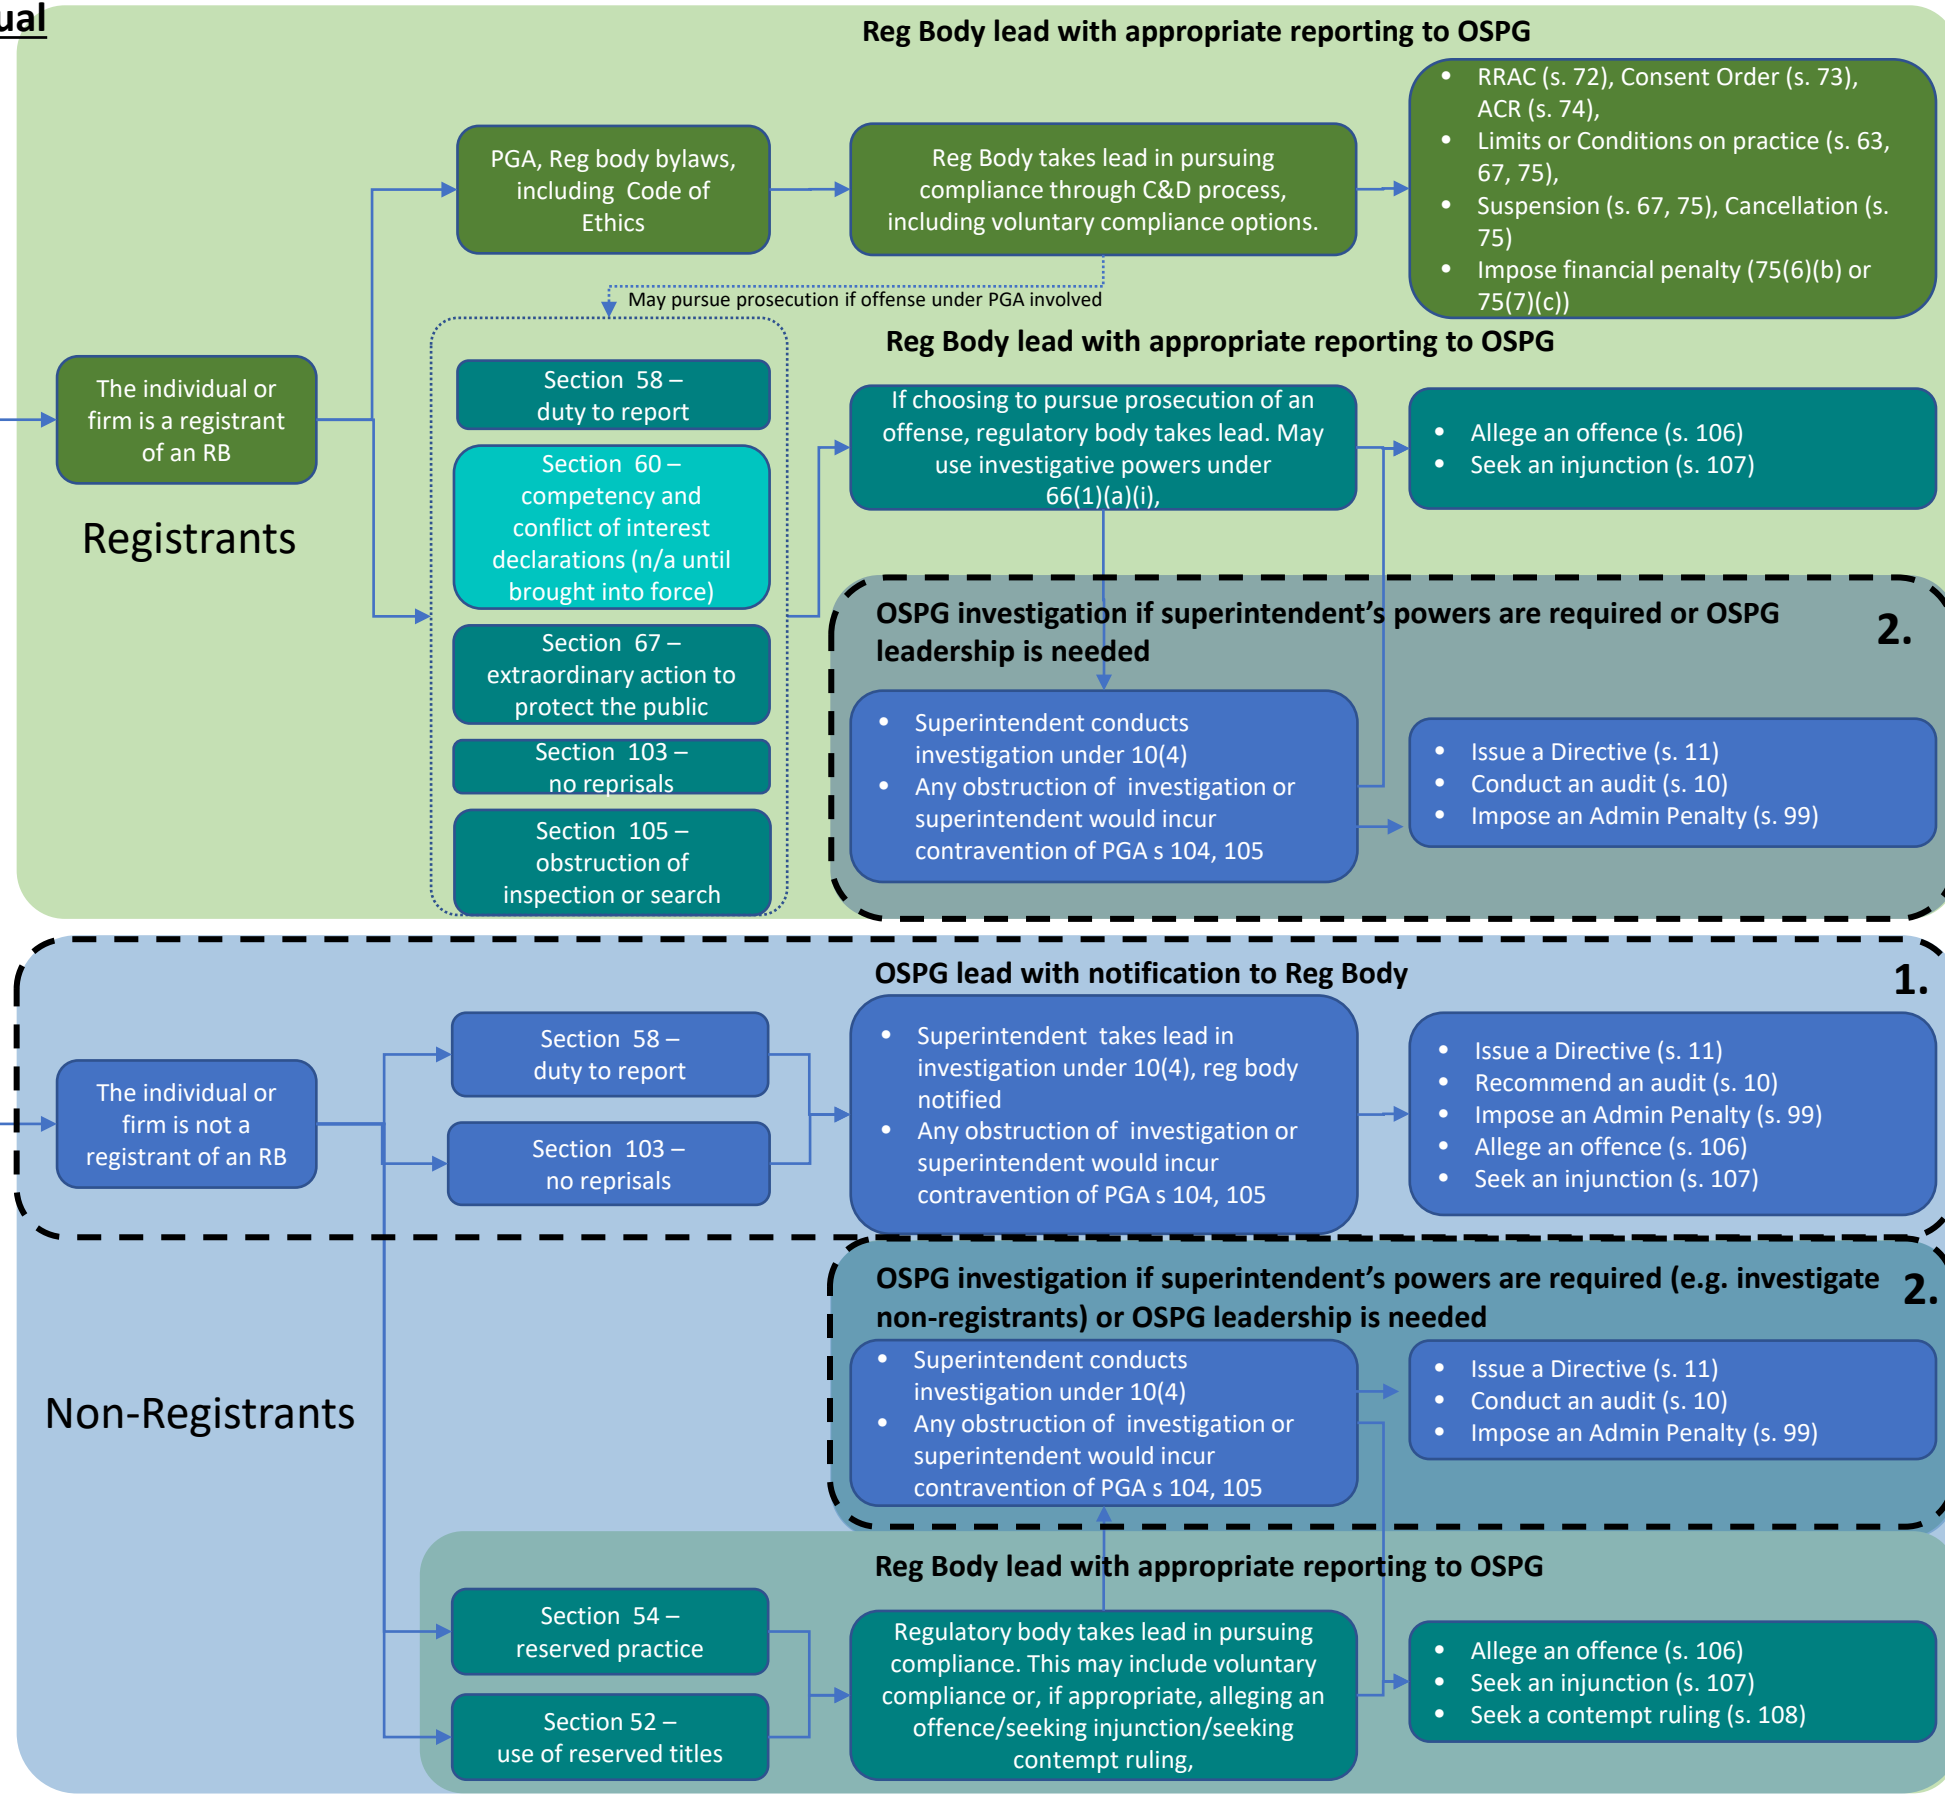 ual
Reg Body lead with appropriate reporting to OSPG
PGA, Reg body bylaws,
including Code of
Ethics
Reg Body takes lead in pursuing
compliance through C&D process,
including voluntary compliance options.
• RRAC (s. 72), Consent Order (s. 73),
ACR (s. 74),
• Limits or Conditions on practice (s. 63,
67, 75),
• Suspension (s. 67, 75), Cancellation (s.
75)
• Impose financial penalty (75(6)(b) or
75(7)(c))
May pursue prosecution if offense under PGA involved
Reg Body lead with appropriate reporting to OSPG
The individual or
firm is a registrant
of an RB
Registrants
Section 58 –
duty to report
Section 60 –
competency and
conflict of interest
declarations (n/a until
brought into force)
Section 67 –
extraordinary action to
protect the public
Section 103 –
no reprisals
Section 105 –
obstruction of
inspection or search
If choosing to pursue prosecution of an
offense, regulatory body takes lead. May
use investigative powers under
66(1)(a)(i),
• Allege an offence (s. 106)
• Seek an injunction (s. 107)
OSPG investigation if superintendent's powers are required or OSPG
leadership is needed
2.
• Superintendent conducts
investigation under 10(4)
• Any obstruction of investigation or
superintendent would incur
contravention of PGA s 104, 105
• Issue a Directive (s. 11)
• Conduct an audit (s. 10)
• Impose an Admin Penalty (s. 99)
OSPG lead with notification to Reg Body
1.
The individual or
firm is not a
registrant of an RB
Section 58 –
duty to report
Section 103 –
no reprisals
• Superintendent takes lead in
investigation under 10(4), reg body
notified
• Any obstruction of investigation or
superintendent would incur
contravention of PGA s 104, 105
• Issue a Directive (s. 11)
• Recommend an audit (s. 10)
• Impose an Admin Penalty (s. 99)
• Allege an offence (s. 106)
• Seek an injunction (s. 107)
OSPG investigation if superintendent's powers are required (e.g. investigate
non-registrants) or OSPG leadership is needed
2.
Non-Registrants
• Superintendent conducts
investigation under 10(4)
• Any obstruction of investigation or
superintendent would incur
contravention of PGA s 104, 105
• Issue a Directive (s. 11)
• Conduct an audit (s. 10)
• Impose an Admin Penalty (s. 99)
Reg Body lead with appropriate reporting to OSPG
Section 54 –
reserved practice
Section 52 –
use of reserved titles
Regulatory body takes lead in pursuing
compliance. This may include voluntary
compliance or, if appropriate, alleging an
offence/seeking injunction/seeking
contempt ruling,
• Allege an offence (s. 106)
• Seek an injunction (s. 107)
• Seek a contempt ruling (s. 108)